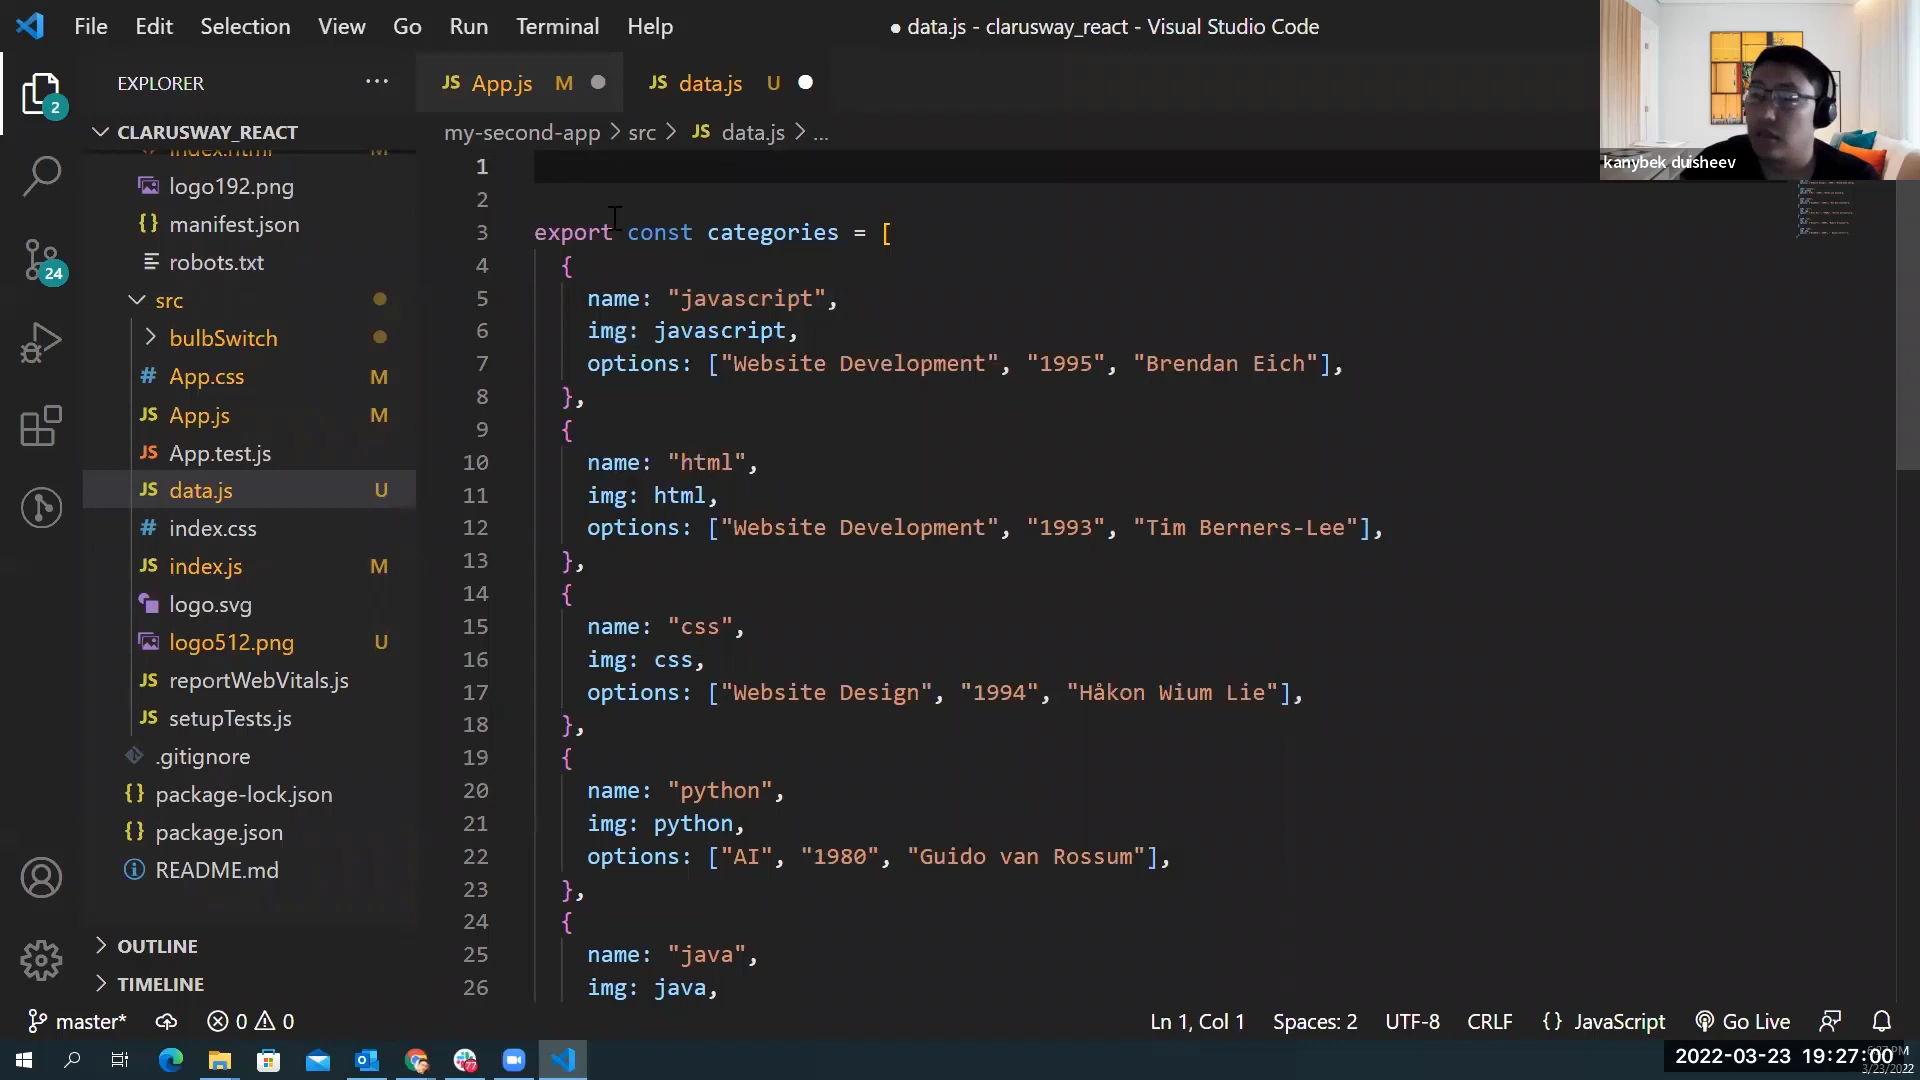 File Edit Selection View Go Run Terminal Help
● data.js - clarusway_react - Visual Studio Code
kanybek duisheev
2
24
EXPLORER ...
CLARUSWAY_REACT
index.html M
logo192.png
{} manifest.json
robots.txt
src
bulbSwitch
# App.css M
JS App.js M
JS App.test.js
JS data.js U
# index.css
JS index.js M
logo.svg
logo512.png U
JS reportWebVitals.js
JS setupTests.js
.gitignore
{} package-lock.json
{} package.json
README.md
OUTLINE
TIMELINE
JS App.js M JS data.js U
my-second-app > src > JS data.js > ...
1
2
3 export const categories = [
4 {
5 name: "javascript",
6 img: javascript,
7 options: ["Website Development", "1995", "Brendan Eich"],
8 },
9 {
10 name: "html",
11 img: html,
12 options: ["Website Development", "1993", "Tim Berners-Lee"],
13 },
14 {
15 name: "css",
16 img: css,
17 options: ["Website Design", "1994", "Håkon Wium Lie"],
18 },
19 {
20 name: "python",
21 img: python,
22 options: ["AI", "1980", "Guido van Rossum"],
23 },
24 {
25 name: "java",
26 img: java,
master* 0 0
Ln 1, Col 1 Spaces: 2 UTF-8 CRLF {} JavaScript Go Live
77
2022-03-23 19:27:00
3/23/2022